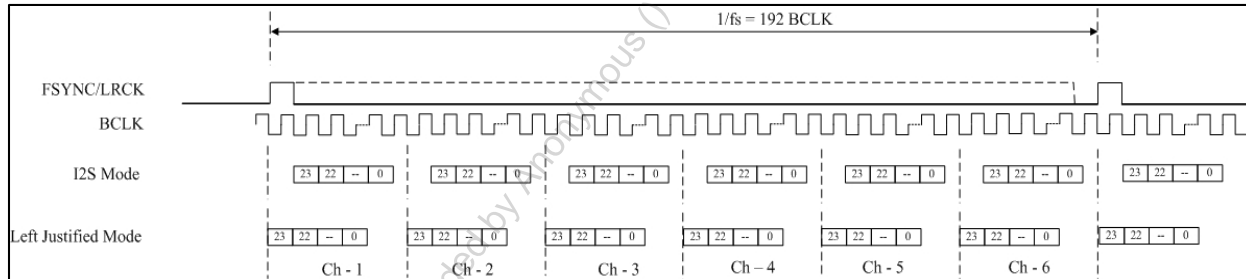 1/fs = 192 BCLK
FSYNC/LRCK
BCLK
I2S Mode
23 22 -- 0 23 22 -- 0 23 22 -- 0 23 22 -- 0 23 22 -- 0 23 22 -- 0 23 22 -- 0
Left Justified Mode
23 22 -- 0 23 22 -- 0 23 22 -- 0 23 22 -- 0 23 22 -- 0 23 22 -- 0 23 22 -- 0
Ch - 1 Ch - 2 Ch - 3 Ch – 4 Ch - 5 Ch - 6
ded by Anonymous ()